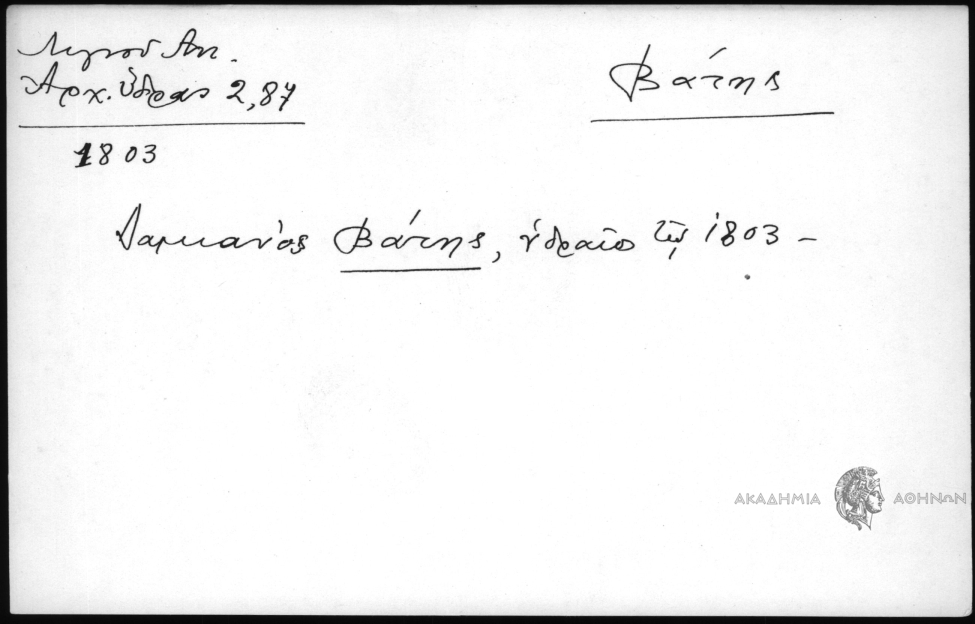 Λιγνοῦ Ἀντ.
Ἀρχ. Ὕδρας 2,87
1803
Βάτης
Δαμιανὸς Βάτης, ὑδραῖος τῷ 1803 –
ΑΚΑΔΗΜΙΑ ΑΘΗΝΩΝ